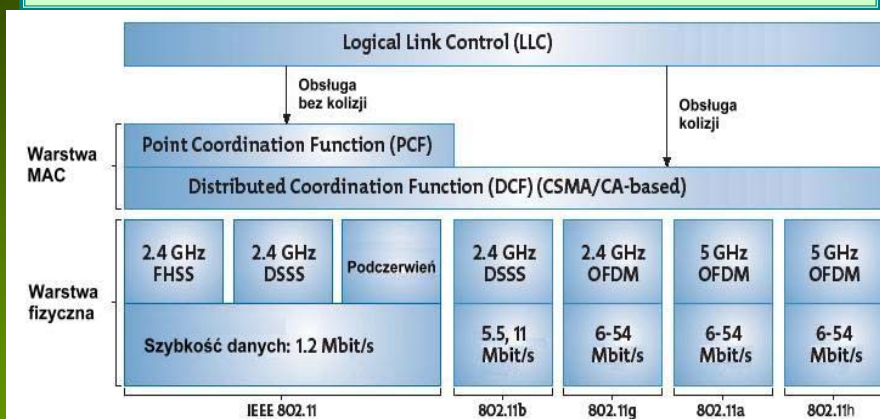 Logical Link Control (LLC)
Obsługa
bez kolizji
Obsługa
kolizji
Warstwa
MAC
Point Coordination Function (PCF)
Distributed Coordination Function (DCF) (CSMA/CA-based)
Warstwa
fizyczna
2.4 GHz
FHSS
2.4 GHz
DSSS
Podczerwień
2.4 GHz
DSSS
2.4 GHz
OFDM
5 GHz
OFDM
5 GHz
OFDM
Szybkość danych: 1.2 Mbit/s
5.5, 11
Mbit/s
6-54
Mbit/s
6-54
Mbit/s
6-54
Mbit/s
IEEE 802.11
802.11b
802.11g
802.11a
802.11h